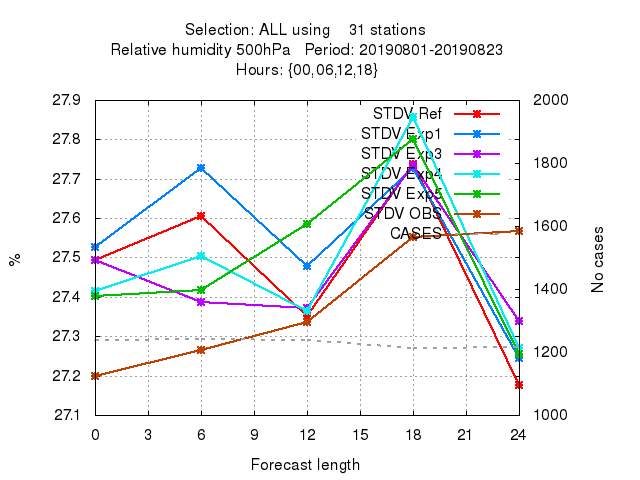 Selection: ALL using    31 stations
Relative humidity 500hPa   Period: 20190801-20190823
Hours: {00,06,12,18}
27.9
27.8
27.7
27.6
27.5
27.4
27.3
27.2
27.1
%
STDV Ref
STDV Exp1
STDV Exp3
STDV Exp4
STDV Exp5
STDV OBS
CASES
2000
1800
1600
1400
1200
1000
No cases
0 3 6 9 12 15 18 21 24
Forecast length